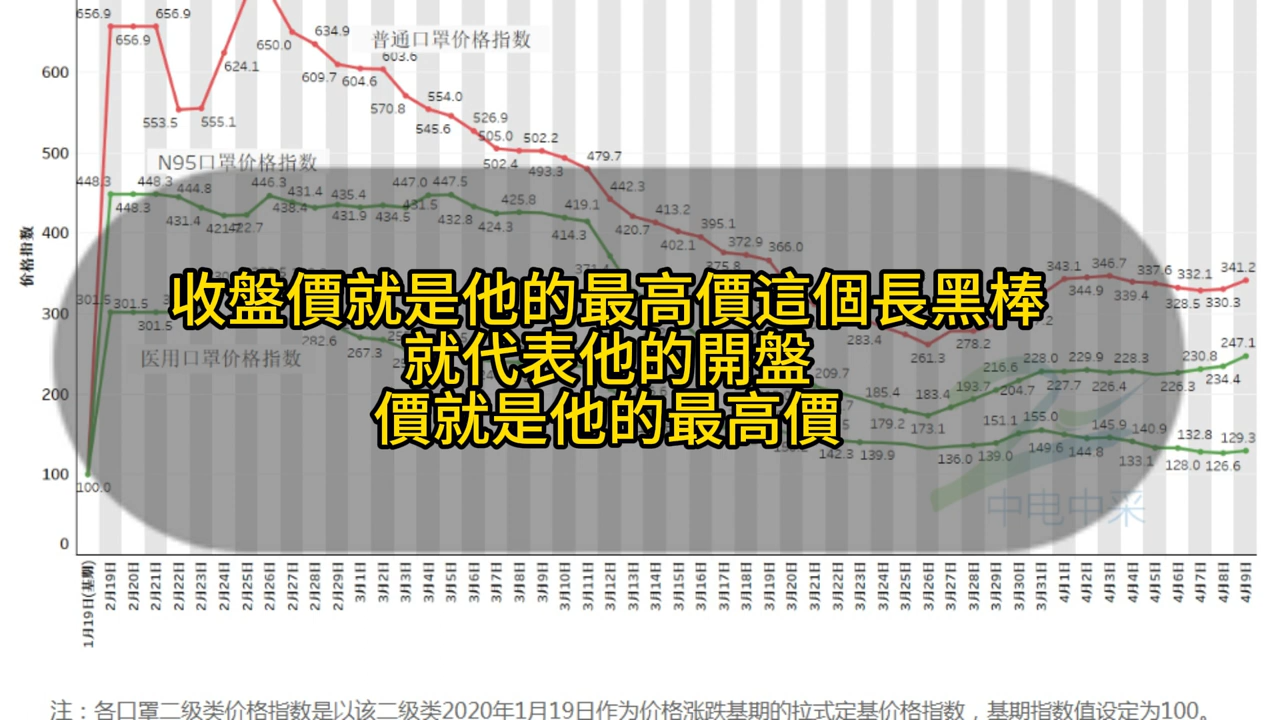 656.9
656.9
656.9
634.9
普通口罩价格指数
650.0
603.6
600
624.1
609.7
604.6
570.8
554.0
553.5
555.1
545.6
526.9
505.0
502.2
500
N95口罩价格指数
502.4
493.3
479.7
448.3
448.3
444.8
446.3
431.4
435.4
447.0
447.5
442.3
448.3
431.4
438.4
431.9
434.5
431.5
432.8
424.3
425.8
419.1
414.3
420.7
413.2
402.1
395.1
372.9
366.0
400
价格指数
收盤價就是他的最高價這個長黑棒
就代表他的開盤
價就是他的最高價
343.1
346.7
337.6
332.1
341.2
344.9
339.4
328.5
330.3
301.5
301.5
300
301.5
医用口罩价格指数
282.6
267.3
283.4
261.3
278.2
247.1
228.0
229.9
228.3
230.8
216.6
227.7
226.4
226.3
234.4
209.7
200
185.4
183.4
193.7
204.7
179.2
173.1
151.1
155.0
145.9
140.9
132.8
129.3
142.3
139.9
136.0
139.0
149.6
144.8
133.1
128.0
126.6
100
100.0
中电中采
0
1月19日(基期)
2月19日
2月20日
2月21日
2月22日
2月23日
2月24日
2月25日
2月26日
2月27日
2月28日
2月29日
3月1日
3月2日
3月3日
3月4日
3月5日
3月6日
3月7日
3月8日
3月9日
3月10日
3月11日
3月12日
3月13日
3月14日
3月15日
3月16日
3月17日
3月18日
3月19日
3月20日
3月21日
3月22日
3月23日
3月24日
3月25日
3月26日
3月27日
3月28日
3月29日
3月30日
3月31日
4月1日
4月2日
4月3日
4月4日
4月5日
4月6日
4月7日
4月8日
4月9日
注：各口罩二级类价格指数是以该二级类2020年1月19日作为价格涨跌基期的拉式定基价格指数，基期指数值设定为100。